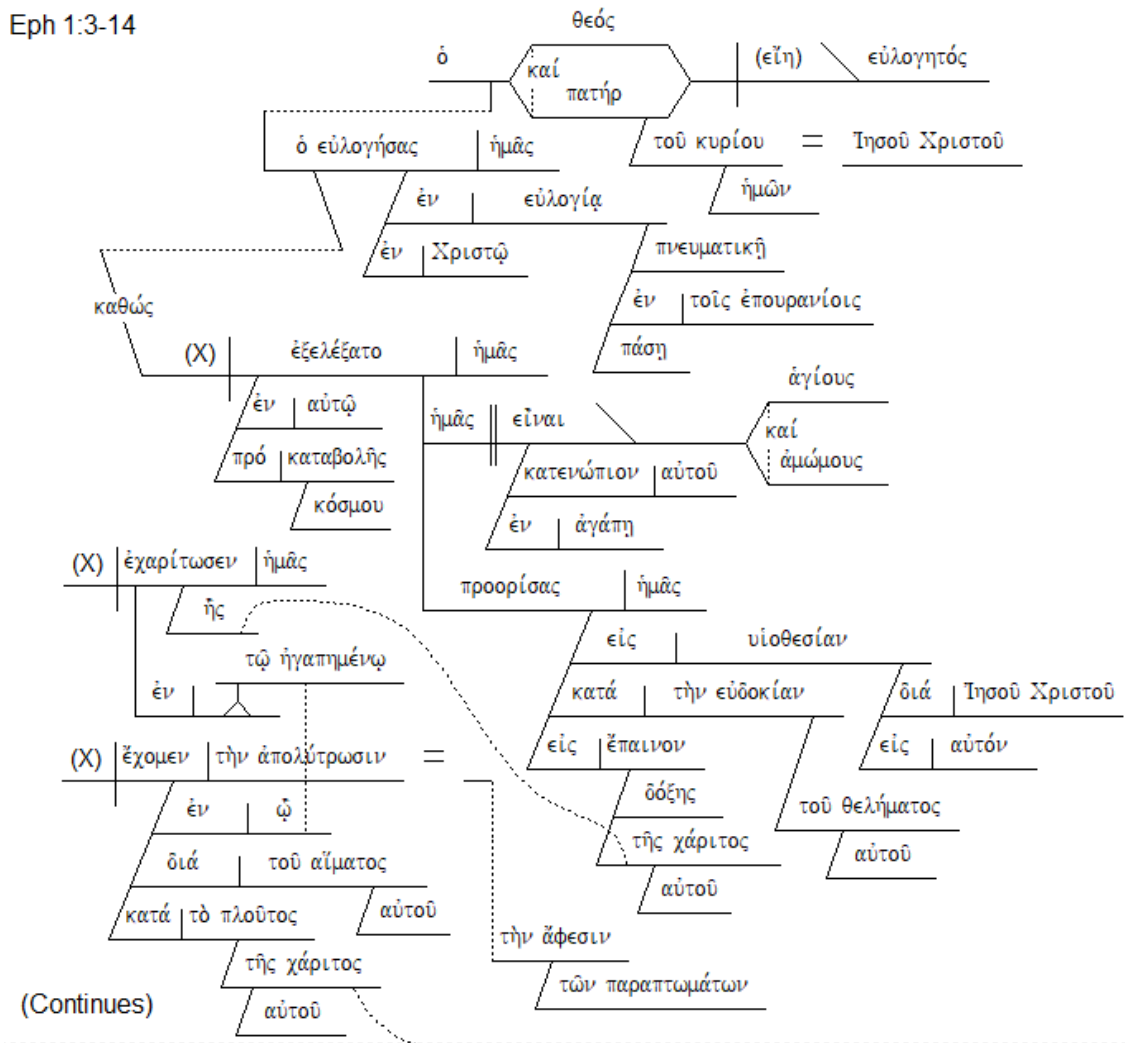 Eph 1:3-14
θεός
ὁ καί (εἴη) εὐλογητός
πατήρ
ὁ εὐλογήσας ἡμᾶς τοῦ κυρίου = Ἰησοῦ Χριστοῦ
ἡμῶν
ἐν εὐλογίᾳ
ἐν Χριστῷ πνευματικῇ
καθώς ἐν τοῖς ἐπουρανίοις
(X) ἐξελέξατο ἡμᾶς πάσῃ
ἁγίους
ἐν αὐτῷ ἡμᾶς εἶναι καί
ἀμώμους
πρό καταβολῆς κατενώπιον αὐτοῦ
κόσμου ἐν ἀγάπῃ
(X) ἐχαρίτωσεν ἡμᾶς
προορίσας ἡμᾶς
ἧς
τῷ ἠγαπημένῳ εἰς υἱοθεσίαν
ἐν κατά τὴν εὐδοκίαν διά Ἰησοῦ Χριστοῦ
(X) ἔχομεν τὴν ἀπολύτρωσιν = εἰς ἔπαινον εἰς αὐτόν
ἐν ᾧ δόξης τοῦ θελήματος
διά τοῦ αἵματος τῆς χάριτος αὐτοῦ
αὐτοῦ αὐτοῦ
κατά τὸ πλοῦτος
τὴν ἄφεσιν
τῆς χάριτος
τῶν παραπτωμάτων
(Continues) αὐτοῦ